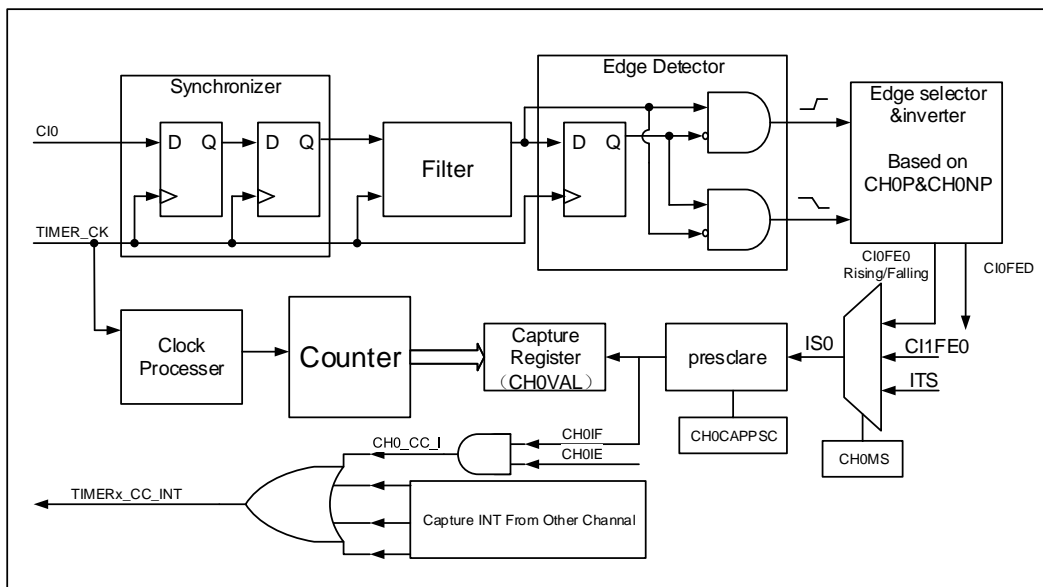 Edge Detector
Synchronizer
Edge selector
&inverter
Based on
CH0P&CH0NP
CI0
D Q
D Q
Filter
D Q
TIMER_CK
CI0FE0
Rising/Falling
CI0FED
Clock
Processer
Counter
Capture
Register
（CH0VAL）
presclare
IS0
CI1FE0
ITS
CH0CAPPSC
CH0MS
CH0_CC_I
CH0IF
CH0IE
TIMERx_CC_INT
Capture INT From Other Channel